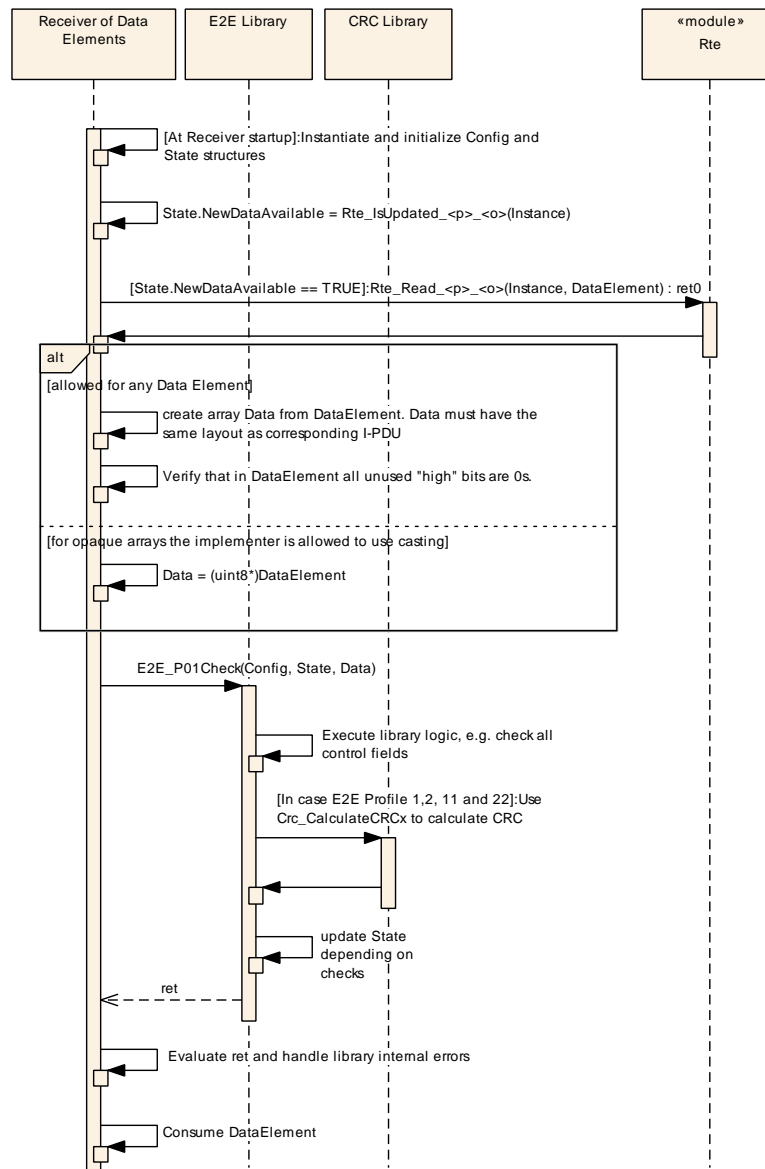 Receiver of Data
Elements
E2E Library
CRC Library
«module»
Rte
[At Receiver startup]:Instantiate and initialize Config and
State structures
State.NewDataAvailable = Rte_IsUpdated_<p>_<o>(Instance)
[State.NewDataAvailable == TRUE]:Rte_Read_<p>_<o>(Instance, DataElement) : ret0
alt
[allowed for any Data Element]
create array Data from DataElement. Data must have the
same layout as corresponding I-PDU
Verify that in DataElement all unused "high" bits are 0s.
[for opaque arrays the implementer is allowed to use casting]
Data = (uint8*)DataElement
E2E_P01Check(Config, State, Data)
Execute library logic, e.g. check all
control fields
[In case E2E Profile 1,2, 11 and 22]:Use
Crc_CalculateCRCx to calculate CRC
update State
depending on
checks
ret
Evaluate ret and handle library internal errors
Consume DataElement